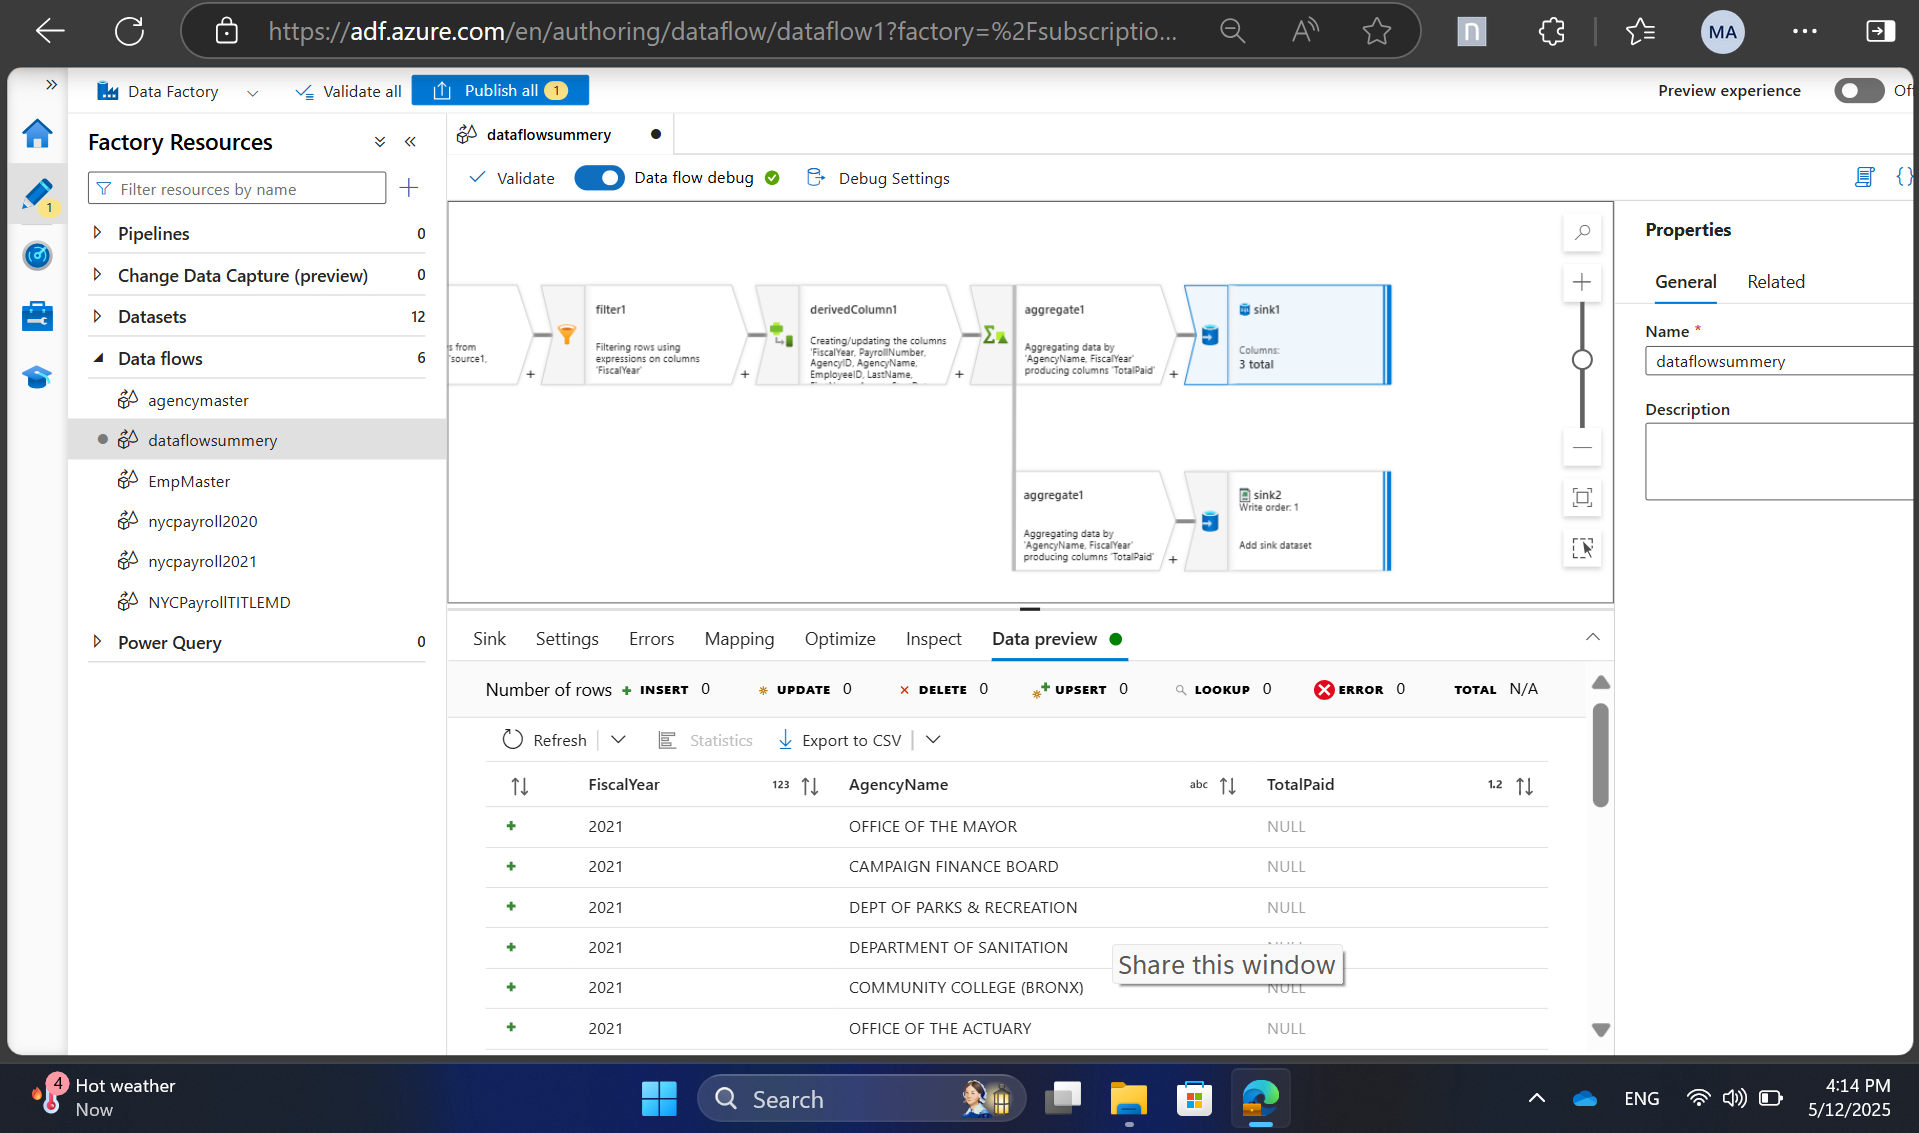 https://adf.azure.com/en/authoring/dataflow/dataflow1?factory=%2Fsubscriptio...
MA
Data Factory
Validate all
Publish all 1
Preview experience
Off
Factory Resources
Filter resources by name
1
Pipelines 0
Change Data Capture (preview) 0
Datasets 12
Data flows 6
agencymaster
dataflowsummery
EmpMaster
nycpayroll2020
nycpayroll2021
NYCPayrollTITLEMD
Power Query 0
dataflowsummery
Validate
Data flow debug
Debug Settings
s from
'source1,
filter1
Filtering rows using
expressions on columns
'FiscalYear'
derivedColumn1
Creating/updating the columns
'FiscalYear, PayrollNumber,
AgencyID, AgencyName,
EmployeeID, LastName,
aggregate1
Aggregating data by
'AgencyName, FiscalYear'
producing columns 'TotalPaid'
sink1
Columns:
3 total
aggregate1
Aggregating data by
'AgencyName, FiscalYear'
producing columns 'TotalPaid'
sink2
Write order: 1
Add sink dataset
Properties
General Related
Name *
dataflowsummery
Description
Sink Settings Errors Mapping Optimize Inspect Data preview
Number of rows + INSERT 0 UPDATE 0 DELETE 0 UPSERT 0 LOOKUP 0 ERROR 0 TOTAL N/A
Refresh Statistics Export to CSV
FiscalYear 123 AgencyName abc TotalPaid 1.2
+ 2021 OFFICE OF THE MAYOR NULL
+ 2021 CAMPAIGN FINANCE BOARD NULL
+ 2021 DEPT OF PARKS & RECREATION NULL
+ 2021 DEPARTMENT OF SANITATION
Share this window
+ 2021 COMMUNITY COLLEGE (BRONX) NULL
+ 2021 OFFICE OF THE ACTUARY NULL
4
Hot weather
Now
Search
ENG
4:14 PM
5/12/2025